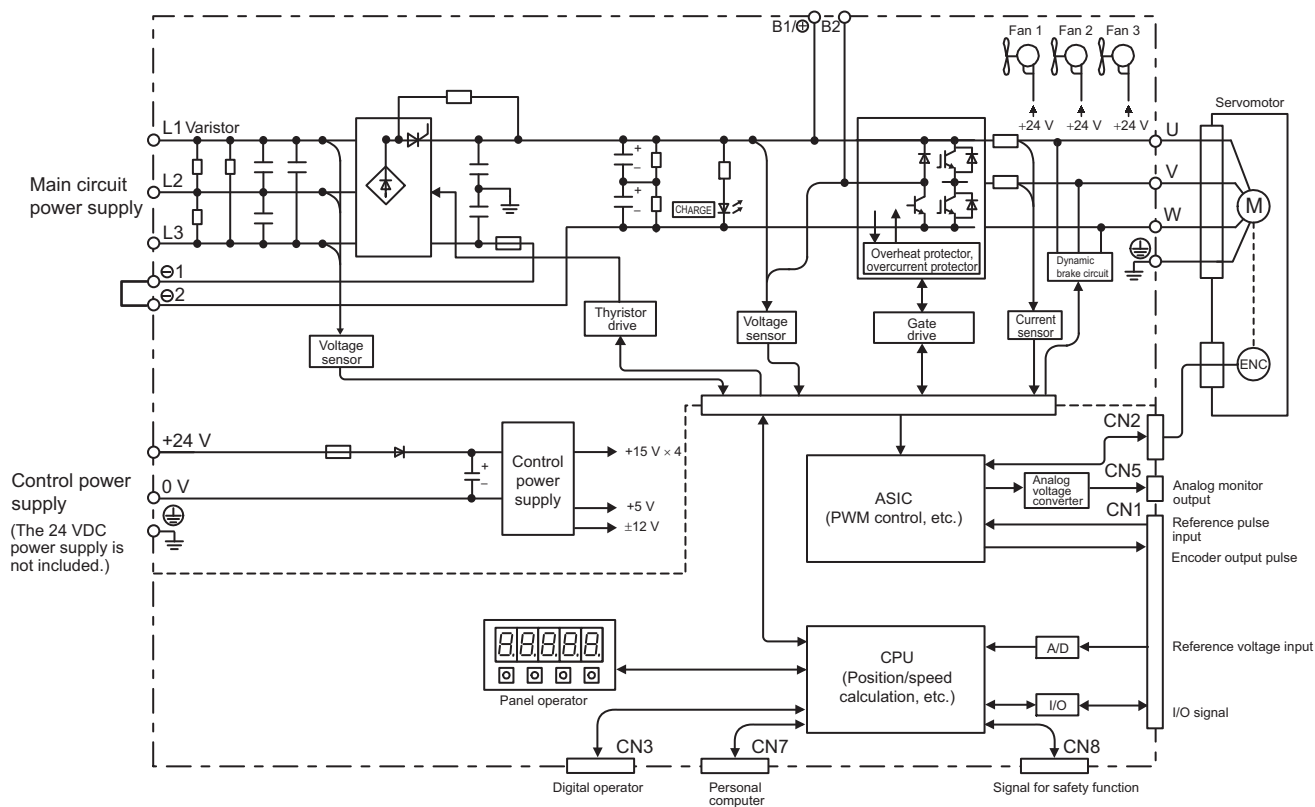 B1/⊕ B2
Fan 1 Fan 2 Fan 3
+24 V +24 V +24 V
Servomotor
L1 Varistor
U
Main circuit
power supply
L2
V
+
–
+
–
CHARGE
M
L3
W
Overheat protector,
overcurrent protector
Dynamic
brake circuit
⊖1
⊖2
Voltage
sensor
Thyristor
drive
Voltage
sensor
Gate
drive
Current
sensor
ENC
CN2
+24 V
Control power
supply
0 V
(The 24 VDC
power supply is
not included.)
+
–
Control
power
supply
+15 V × 4
+5 V
±12 V
ASIC
(PWM control, etc.)
Analog
voltage
converter
CN5
Analog monitor
output
CN1
Reference pulse
input
Encoder output pulse
8.8.8.8.8.
Panel operator
CPU
(Position/speed
calculation, etc.)
A/D
Reference voltage input
I/O
I/O signal
CN3
CN7
CN8
Digital operator
Personal
computer
Signal for safety function